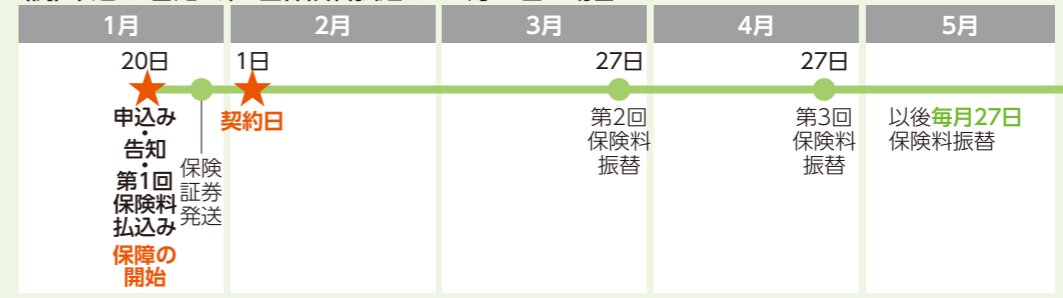 1月
2月
3月
4月
5月
20日
申込み
・
告知
・
第1回
保険料
払込み
保障の
開始
保険
証券
発送
1日
契約日
27日
第2回
保険料
振替
27日
第3回
保険料
振替
以後毎月27日
保険料振替